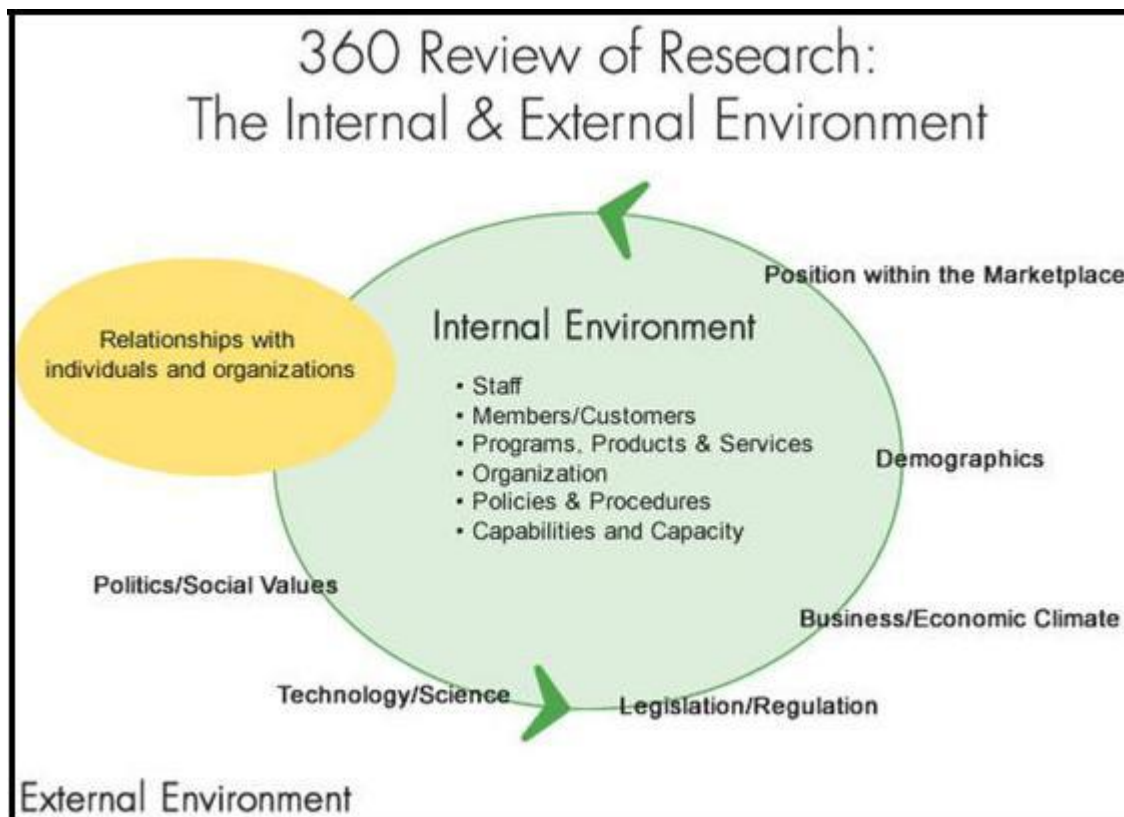 360 Review of Research:
The Internal & External Environment
Position within the Marketplace
Relationships with
individuals and organizations
Internal Environment
• Staff
• Members/Customers
• Programs, Products & Services
• Organization
• Policies & Procedures
• Capabilities and Capacity
Demographics
Politics/Social Values
Business/Economic Climate
Technology/Science
Legislation/Regulation
External Environment